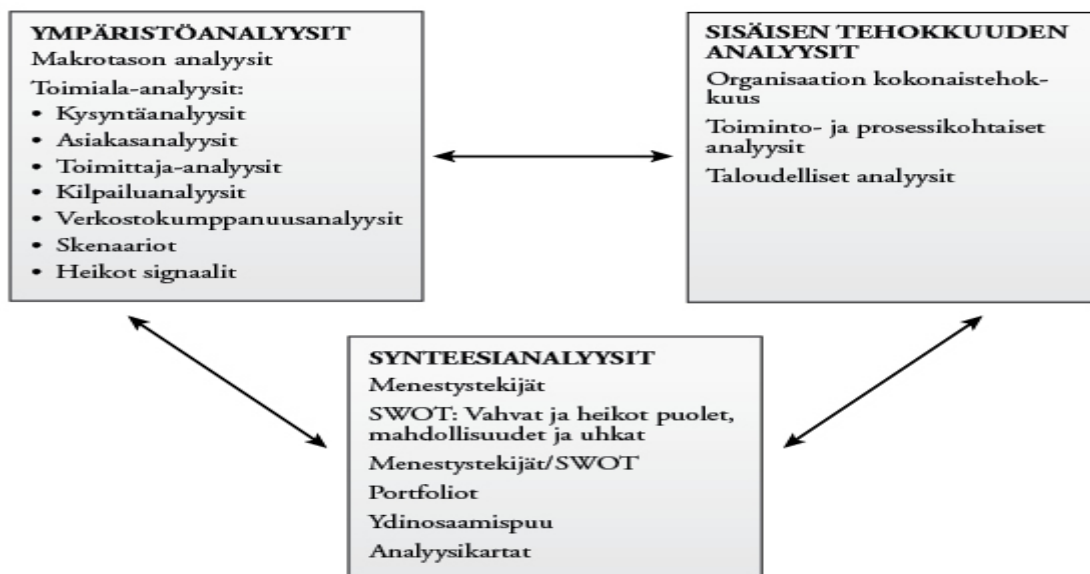 YMPÄRISTÖANALYYSIT
Makrotason analyysit
Toimiala-analyysit:
• Kysyntäanalyysit
• Asiakasanalyysit
• Toimittaja-analyysit
• Kilpailuanalyysit
• Verkostokumppanuusanalyysit
• Skenaariot
• Heikot signaalit
SISÄISEN TEHOKKUUDEN
ANALYYSIT
Organisaation kokonaistehok-
kuus
Toiminto- ja prosessikohtaiset
analyysit
Taloudelliset analyysit
SYNTEESIANALYYSIT
Menestystekijät
SWOT: Vahvat ja heikot puolet,
mahdollisuudet ja uhkat
Menestystekijät/SWOT
Portfoliot
Ydinosaamispuu
Analyysikartat